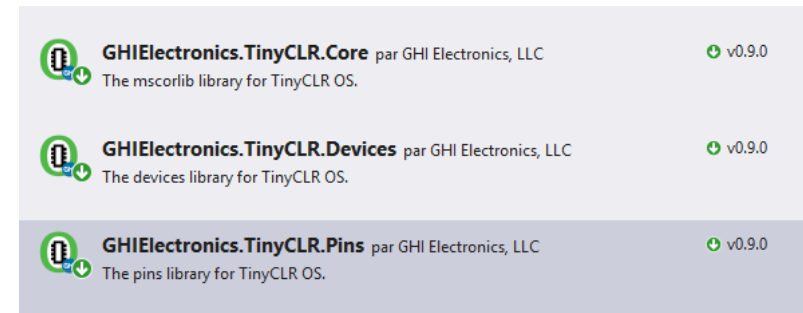 GHIElectronics.TinyCLR.Core par GHI Electronics, LLC v0.9.0
The mscorlib library for TinyCLR OS.
GHIElectronics.TinyCLR.Devices par GHI Electronics, LLC v0.9.0
The devices library for TinyCLR OS.
GHIElectronics.TinyCLR.Pins par GHI Electronics, LLC v0.9.0
The pins library for TinyCLR OS.